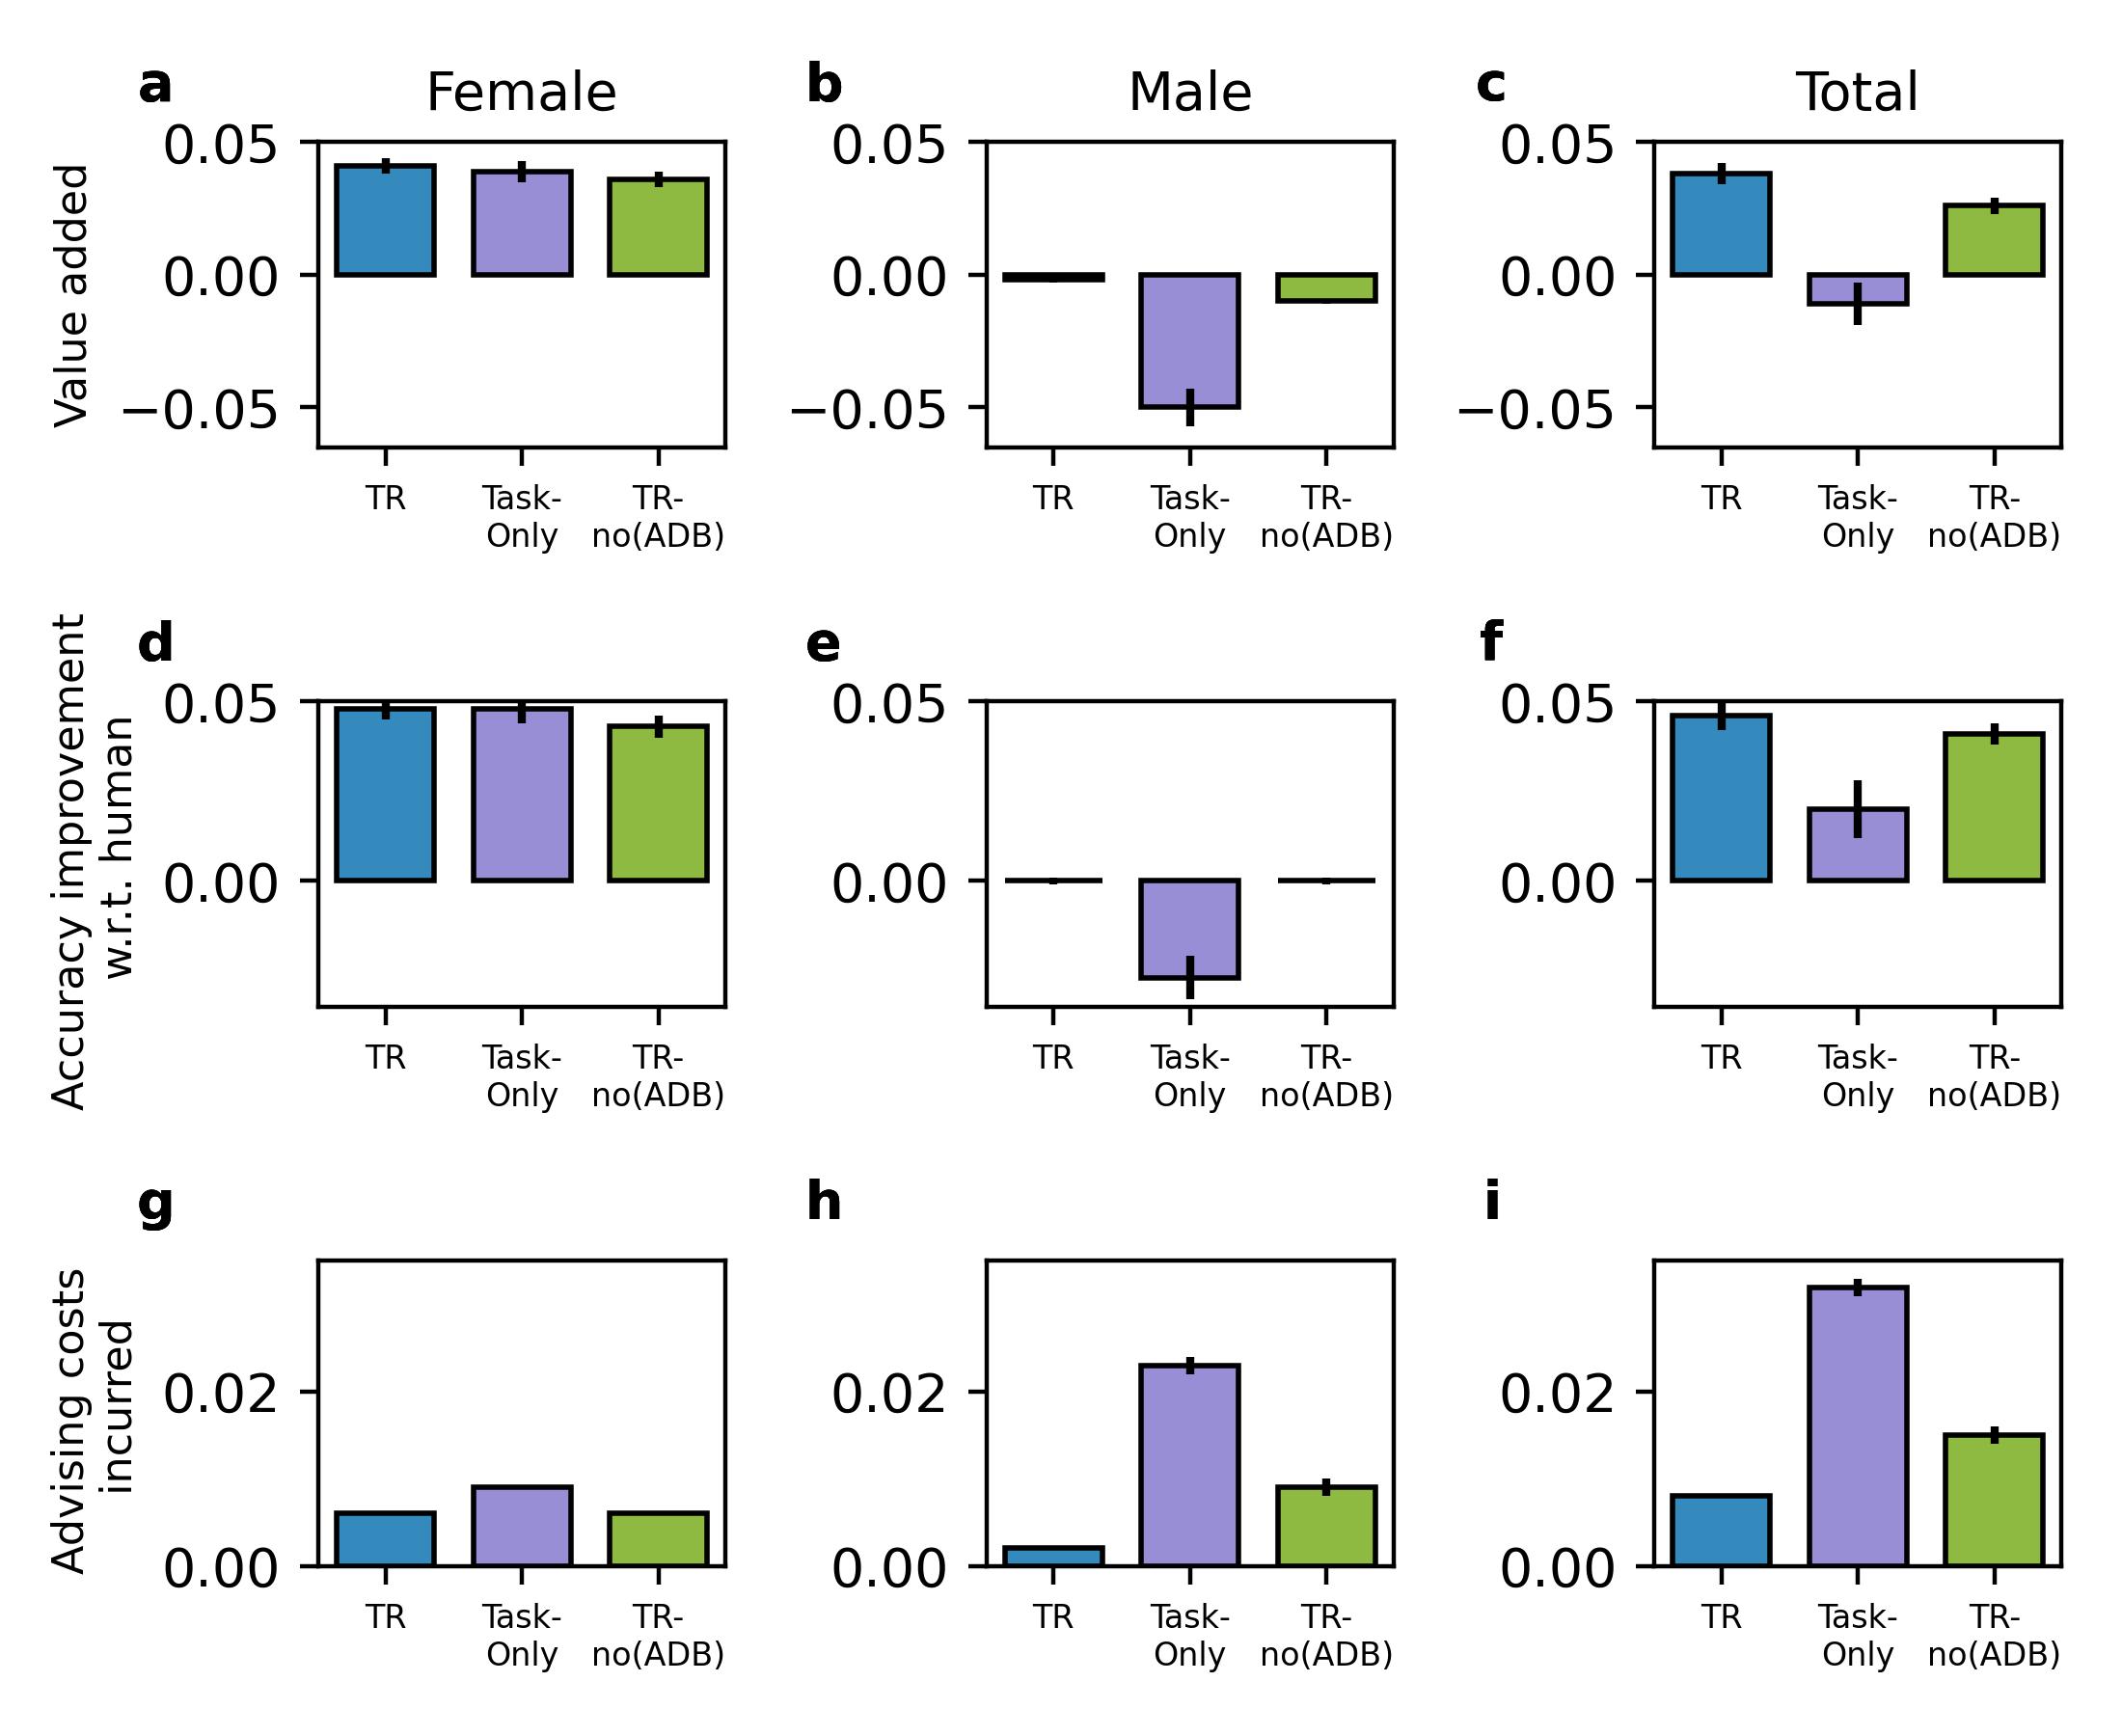 a
Female
b
Male
c
Total
Value added
0.05
0.00
−0.05
TR
Task-
Only
TR-
no(ADB)
0.05
0.00
−0.05
TR
Task-
Only
TR-
no(ADB)
0.05
0.00
−0.05
TR
Task-
Only
TR-
no(ADB)
d
e
f
Accuracy improvement
w.r.t. human
0.05
0.00
TR
Task-
Only
TR-
no(ADB)
0.05
0.00
TR
Task-
Only
TR-
no(ADB)
0.05
0.00
TR
Task-
Only
TR-
no(ADB)
g
h
i
Advising costs
incurred
0.02
0.00
TR
Task-
Only
TR-
no(ADB)
0.02
0.00
TR
Task-
Only
TR-
no(ADB)
0.02
0.00
TR
Task-
Only
TR-
no(ADB)